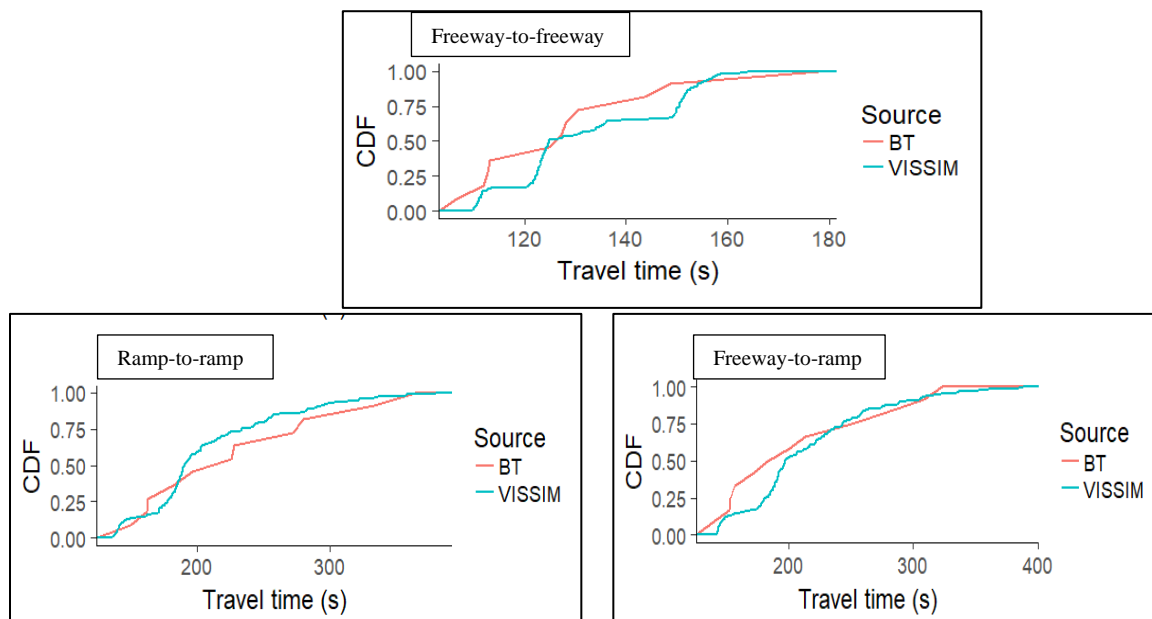 Freeway-to-freeway
1.00
0.75
0.50
0.25
0.00
CDF
120 140 160 180
Travel time (s)
Source
BT
VISSIM
Ramp-to-ramp
1.00
0.75
0.50
0.25
0.00
CDF
200 300
Travel time (s)
Source
BT
VISSIM
Freeway-to-ramp
1.00
0.75
0.50
0.25
0.00
CDF
200 300 400
Travel time (s)
Source
BT
VISSIM